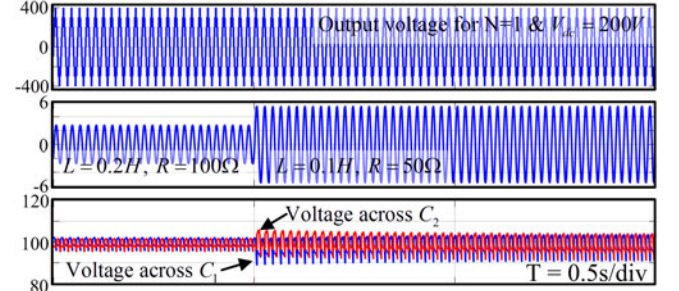 400
Output voltage for N=1 & V_dc = 200V
0
-400
6
0
L=0.2H, R=100Ω
L=0.1H, R=50Ω
-6
120
Voltage across C_2
100
Voltage across C
T = 0.5s/div
80